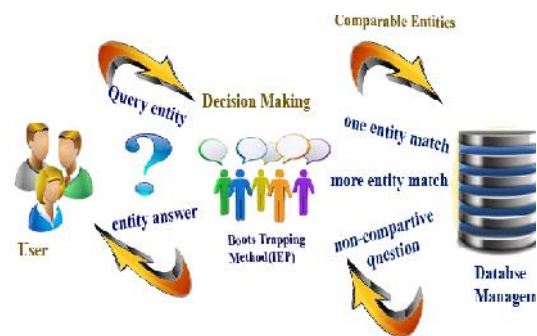 Comparable Entities
Query entity
Decision Making
one entity match
more entity match
entity answer
Boots Trapping
Method(IEP)
non-compartive
question
User
Databse
Managem